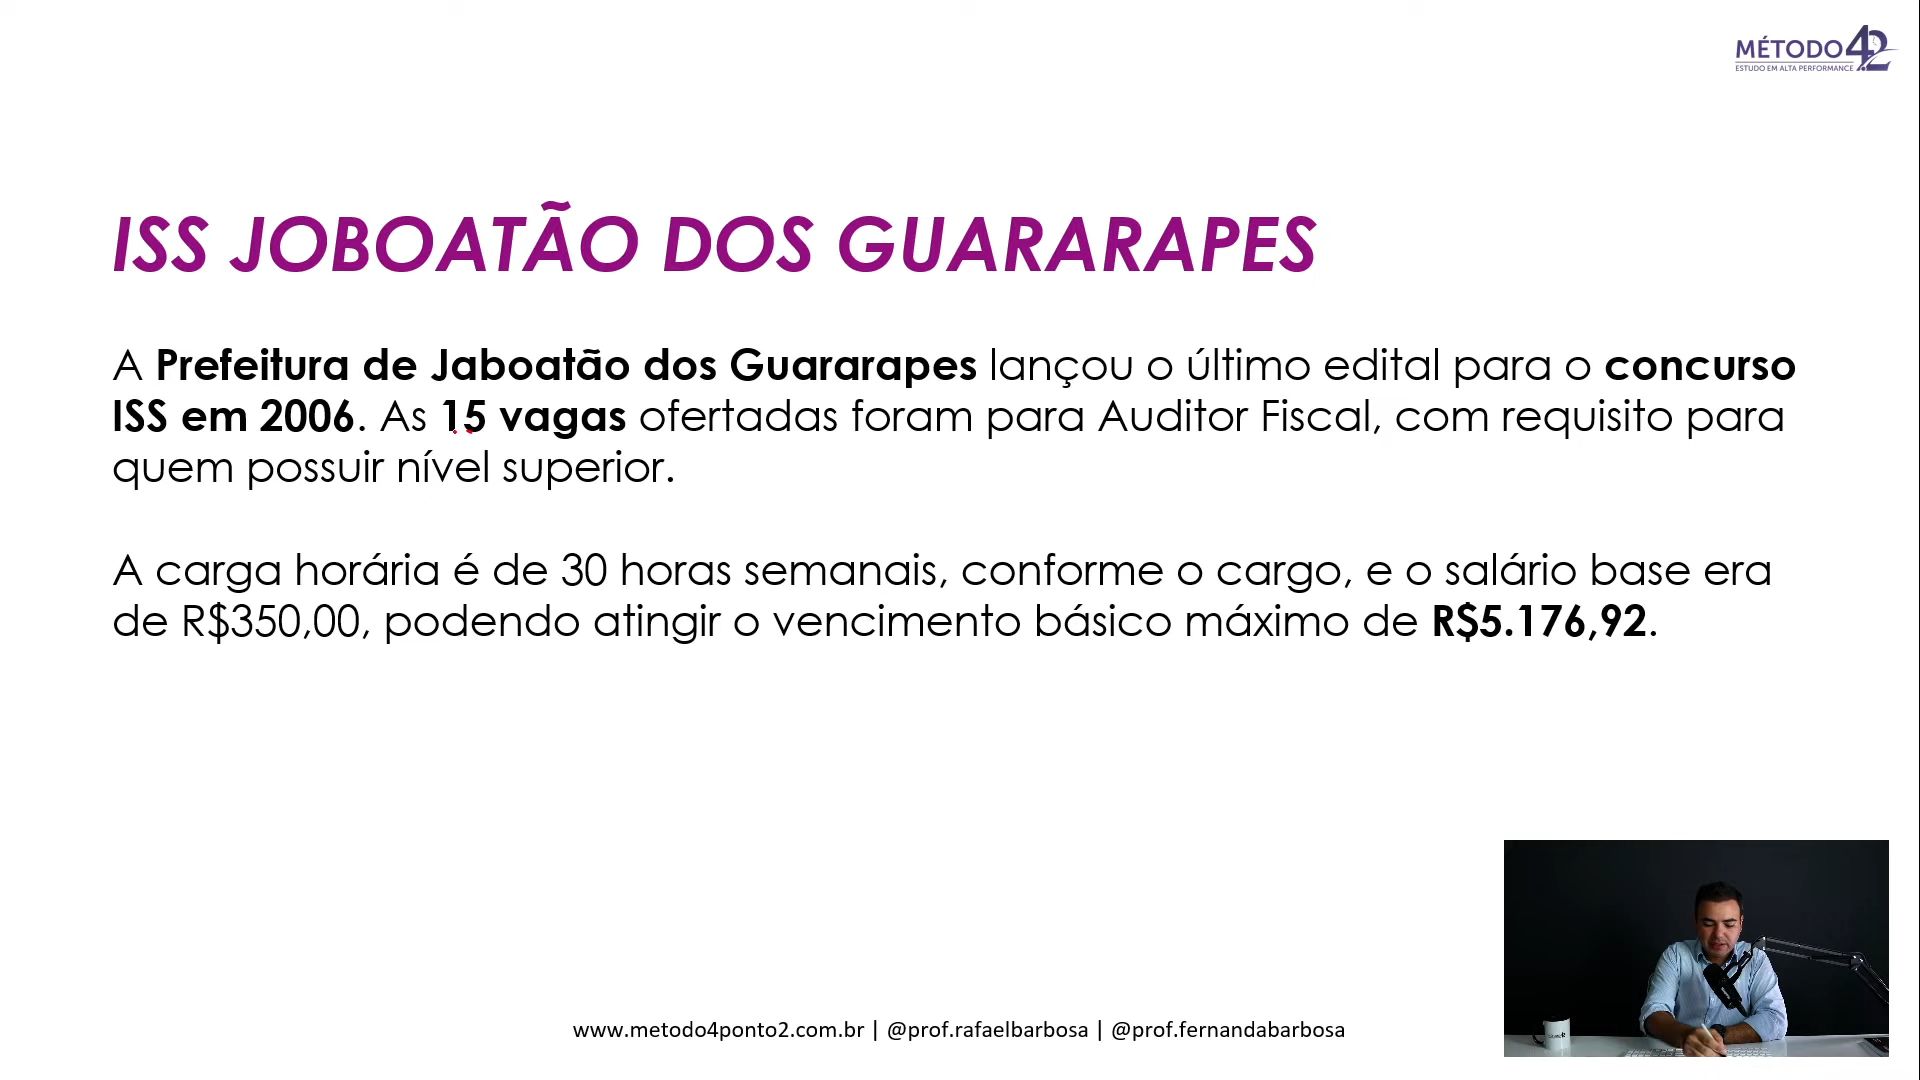 MÉTODO 4.2
ESTUDO EM ALTA PERFORMANCE
ISS JOBOATÃO DOS GUARARAPES
A Prefeitura de Jaboatão dos Guararapes lançou o último edital para o concurso
ISS em 2006. As 15 vagas ofertadas foram para Auditor Fiscal, com requisito para
quem possuir nível superior.
A carga horária é de 30 horas semanais, conforme o cargo, e o salário base era
de R$350,00, podendo atingir o vencimento básico máximo de R$5.176,92.
www.metodo4ponto2.com.br | @prof.rafaelbarbosa | @prof.fernandabarbosa